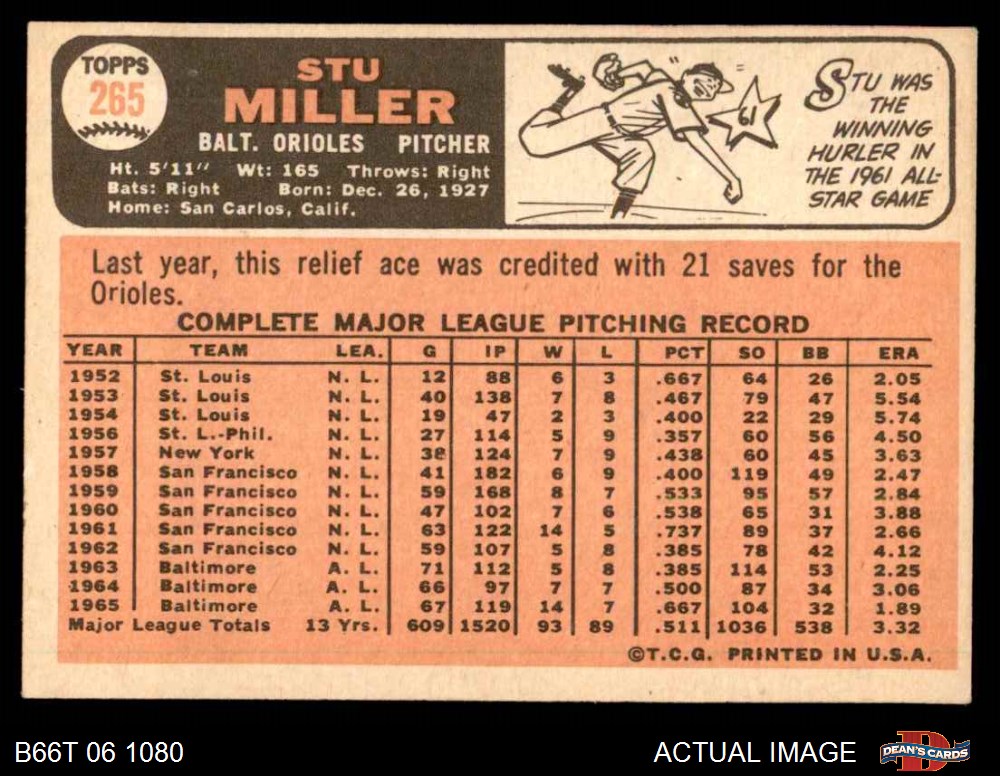 TOPPS
265
STU
MILLER
BALT. ORIOLES PITCHER
Ht. 5'11" Wt: 165 Throws: Right
Bats: Right Born: Dec. 26, 1927
Home: San Carlos, Calif.
61
STU WAS
THE
WINNING
HURLER IN
THE 1961 ALL-
STAR GAME
Last year, this relief ace was credited with 21 saves for the
Orioles.
COMPLETE MAJOR LEAGUE PITCHING RECORD
YEAR TEAM LEA. G IP W L PCT SO BB ERA
1952 St. Louis N. L. 12 88 6 3 .667 64 26 2.05
1953 St. Louis N. L. 40 138 7 8 .467 79 47 5.54
1954 St. Louis N. L. 19 47 2 3 .400 22 29 5.74
1956 St. L.-Phil. N. L. 27 114 5 9 .357 60 56 4.50
1957 New York N. L. 38 124 7 9 .438 60 45 3.63
1958 San Francisco N. L. 41 182 6 9 .400 119 49 2.47
1959 San Francisco N. L. 59 168 8 7 .533 95 57 2.84
1960 San Francisco N. L. 47 102 7 6 .538 65 31 3.88
1961 San Francisco N. L. 63 122 14 5 .737 89 37 2.66
1962 San Francisco N. L. 59 107 5 8 .385 78 42 4.12
1963 Baltimore A. L. 71 112 5 8 .385 114 53 2.25
1964 Baltimore A. L. 66 97 7 7 .500 87 34 3.06
1965 Baltimore A. L. 67 119 14 7 .667 104 32 1.89
Major League Totals 13 Yrs. 609 1520 93 89 .511 1036 538 3.32
©T.C.G. PRINTED IN U.S.A.
B66T 06 1080
ACTUAL IMAGE
D
DEAN'S CARDS